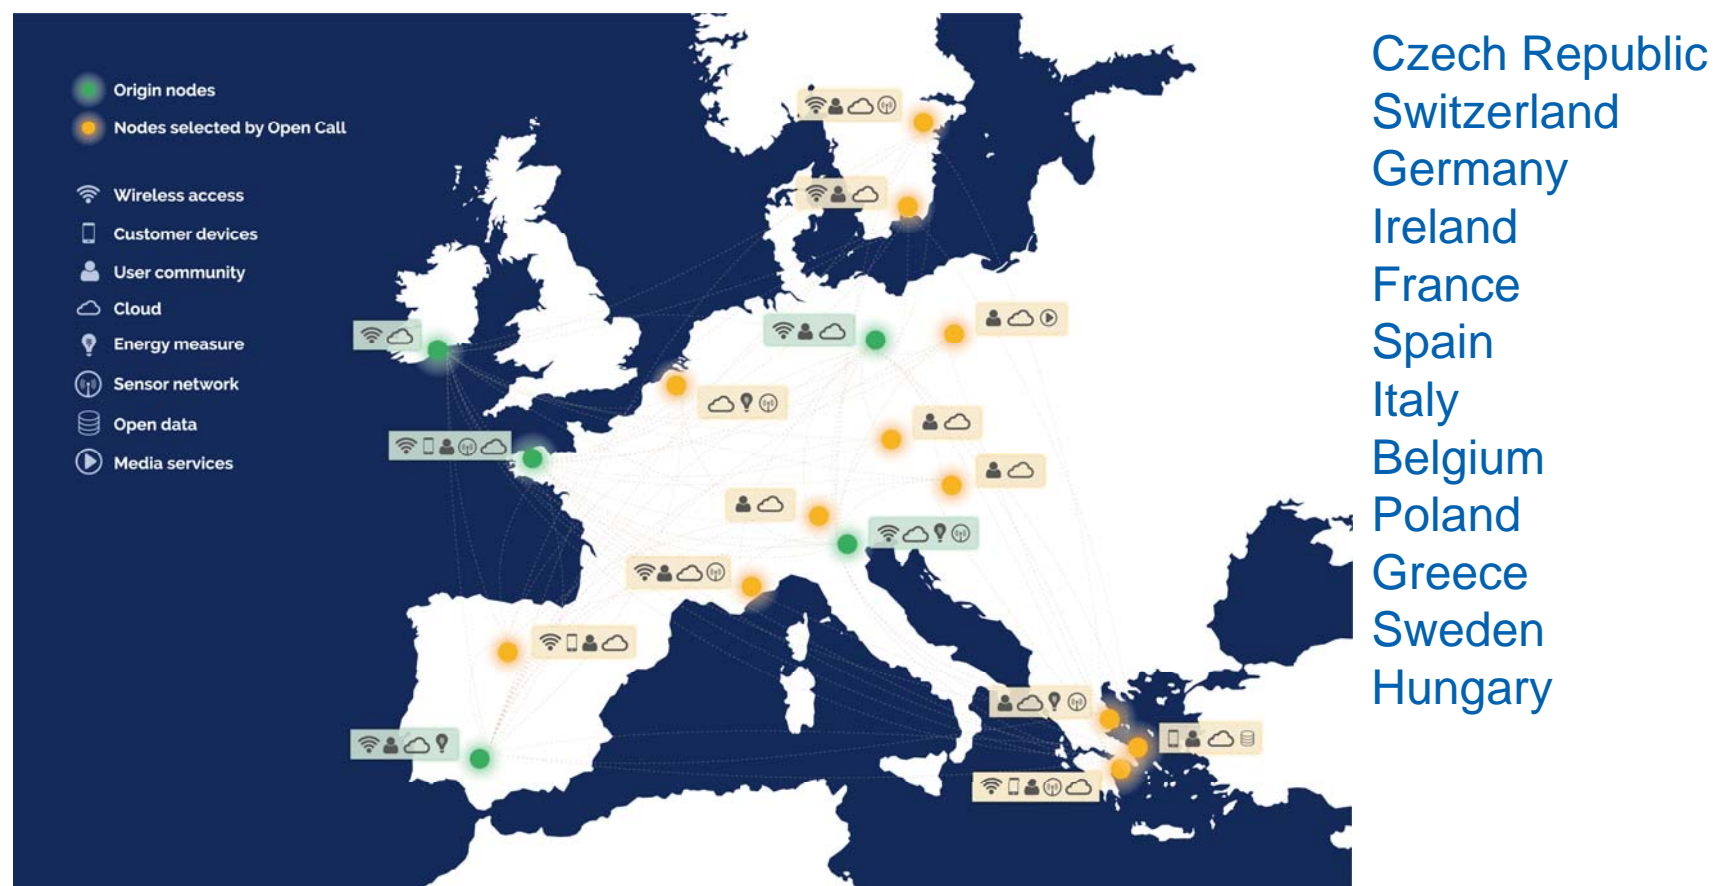 Origin nodes
Nodes selected by Open Call
Wireless access
Customer devices
User community
Cloud
Energy measure
Sensor network
Open data
Media services
Czech Republic
Switzerland
Germany
Ireland
France
Spain
Italy
Belgium
Poland
Greece
Sweden
Hungary